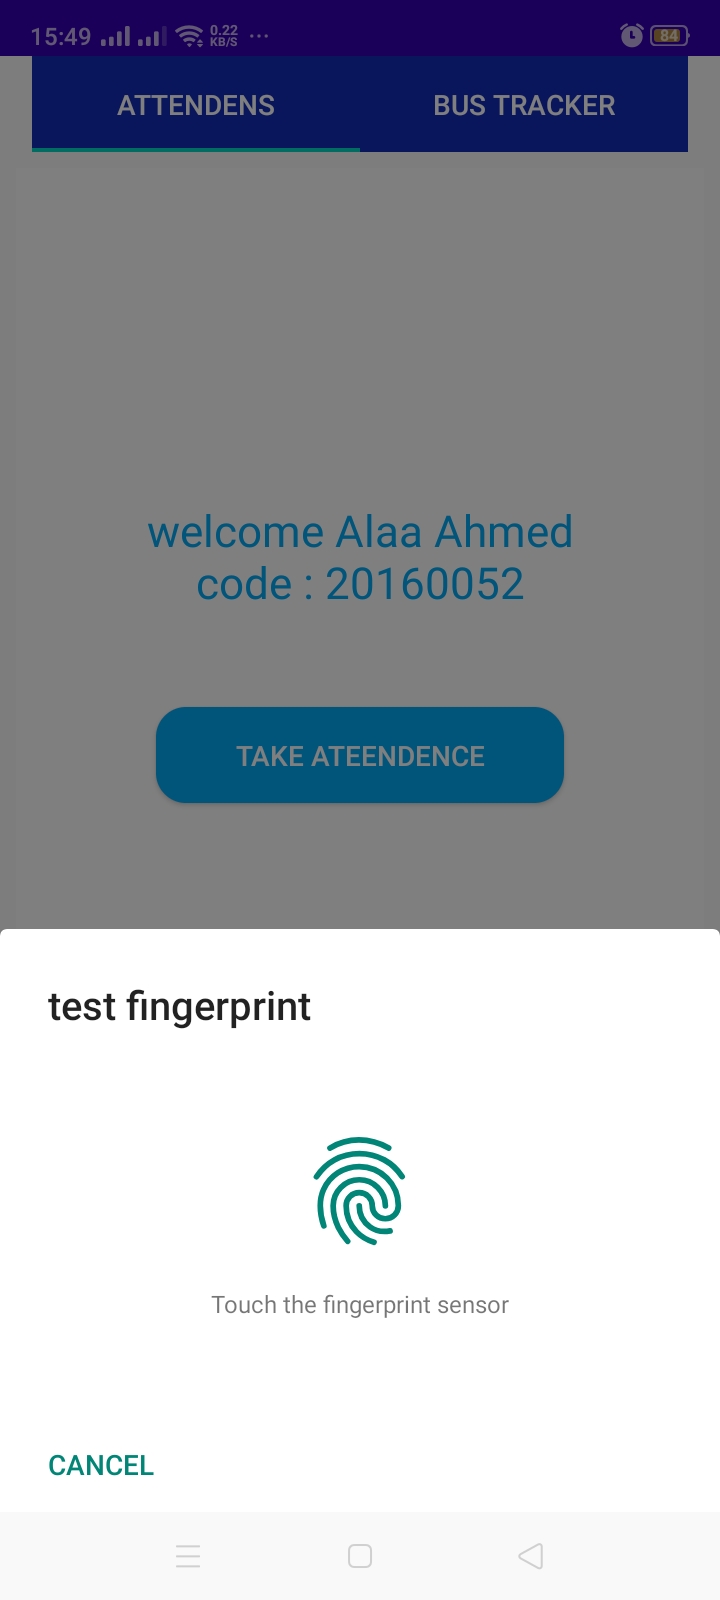 15:49 0.22 KB/S ... 84
ATTENDENS BUS TRACKER
welcome Alaa Ahmed
code : 20160052
TAKE ATEENDENCE
test fingerprint
Touch the fingerprint sensor
CANCEL